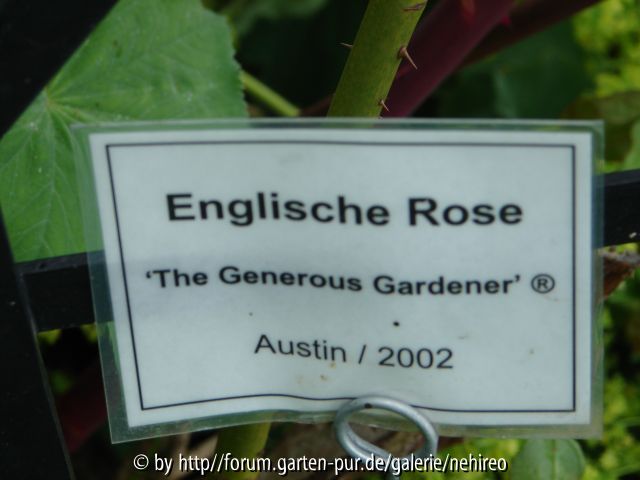 Englische Rose
‘The Generous Gardener’ ®
Austin / 2002
© by http//forum.garten-pur.de/galerie/nehireo